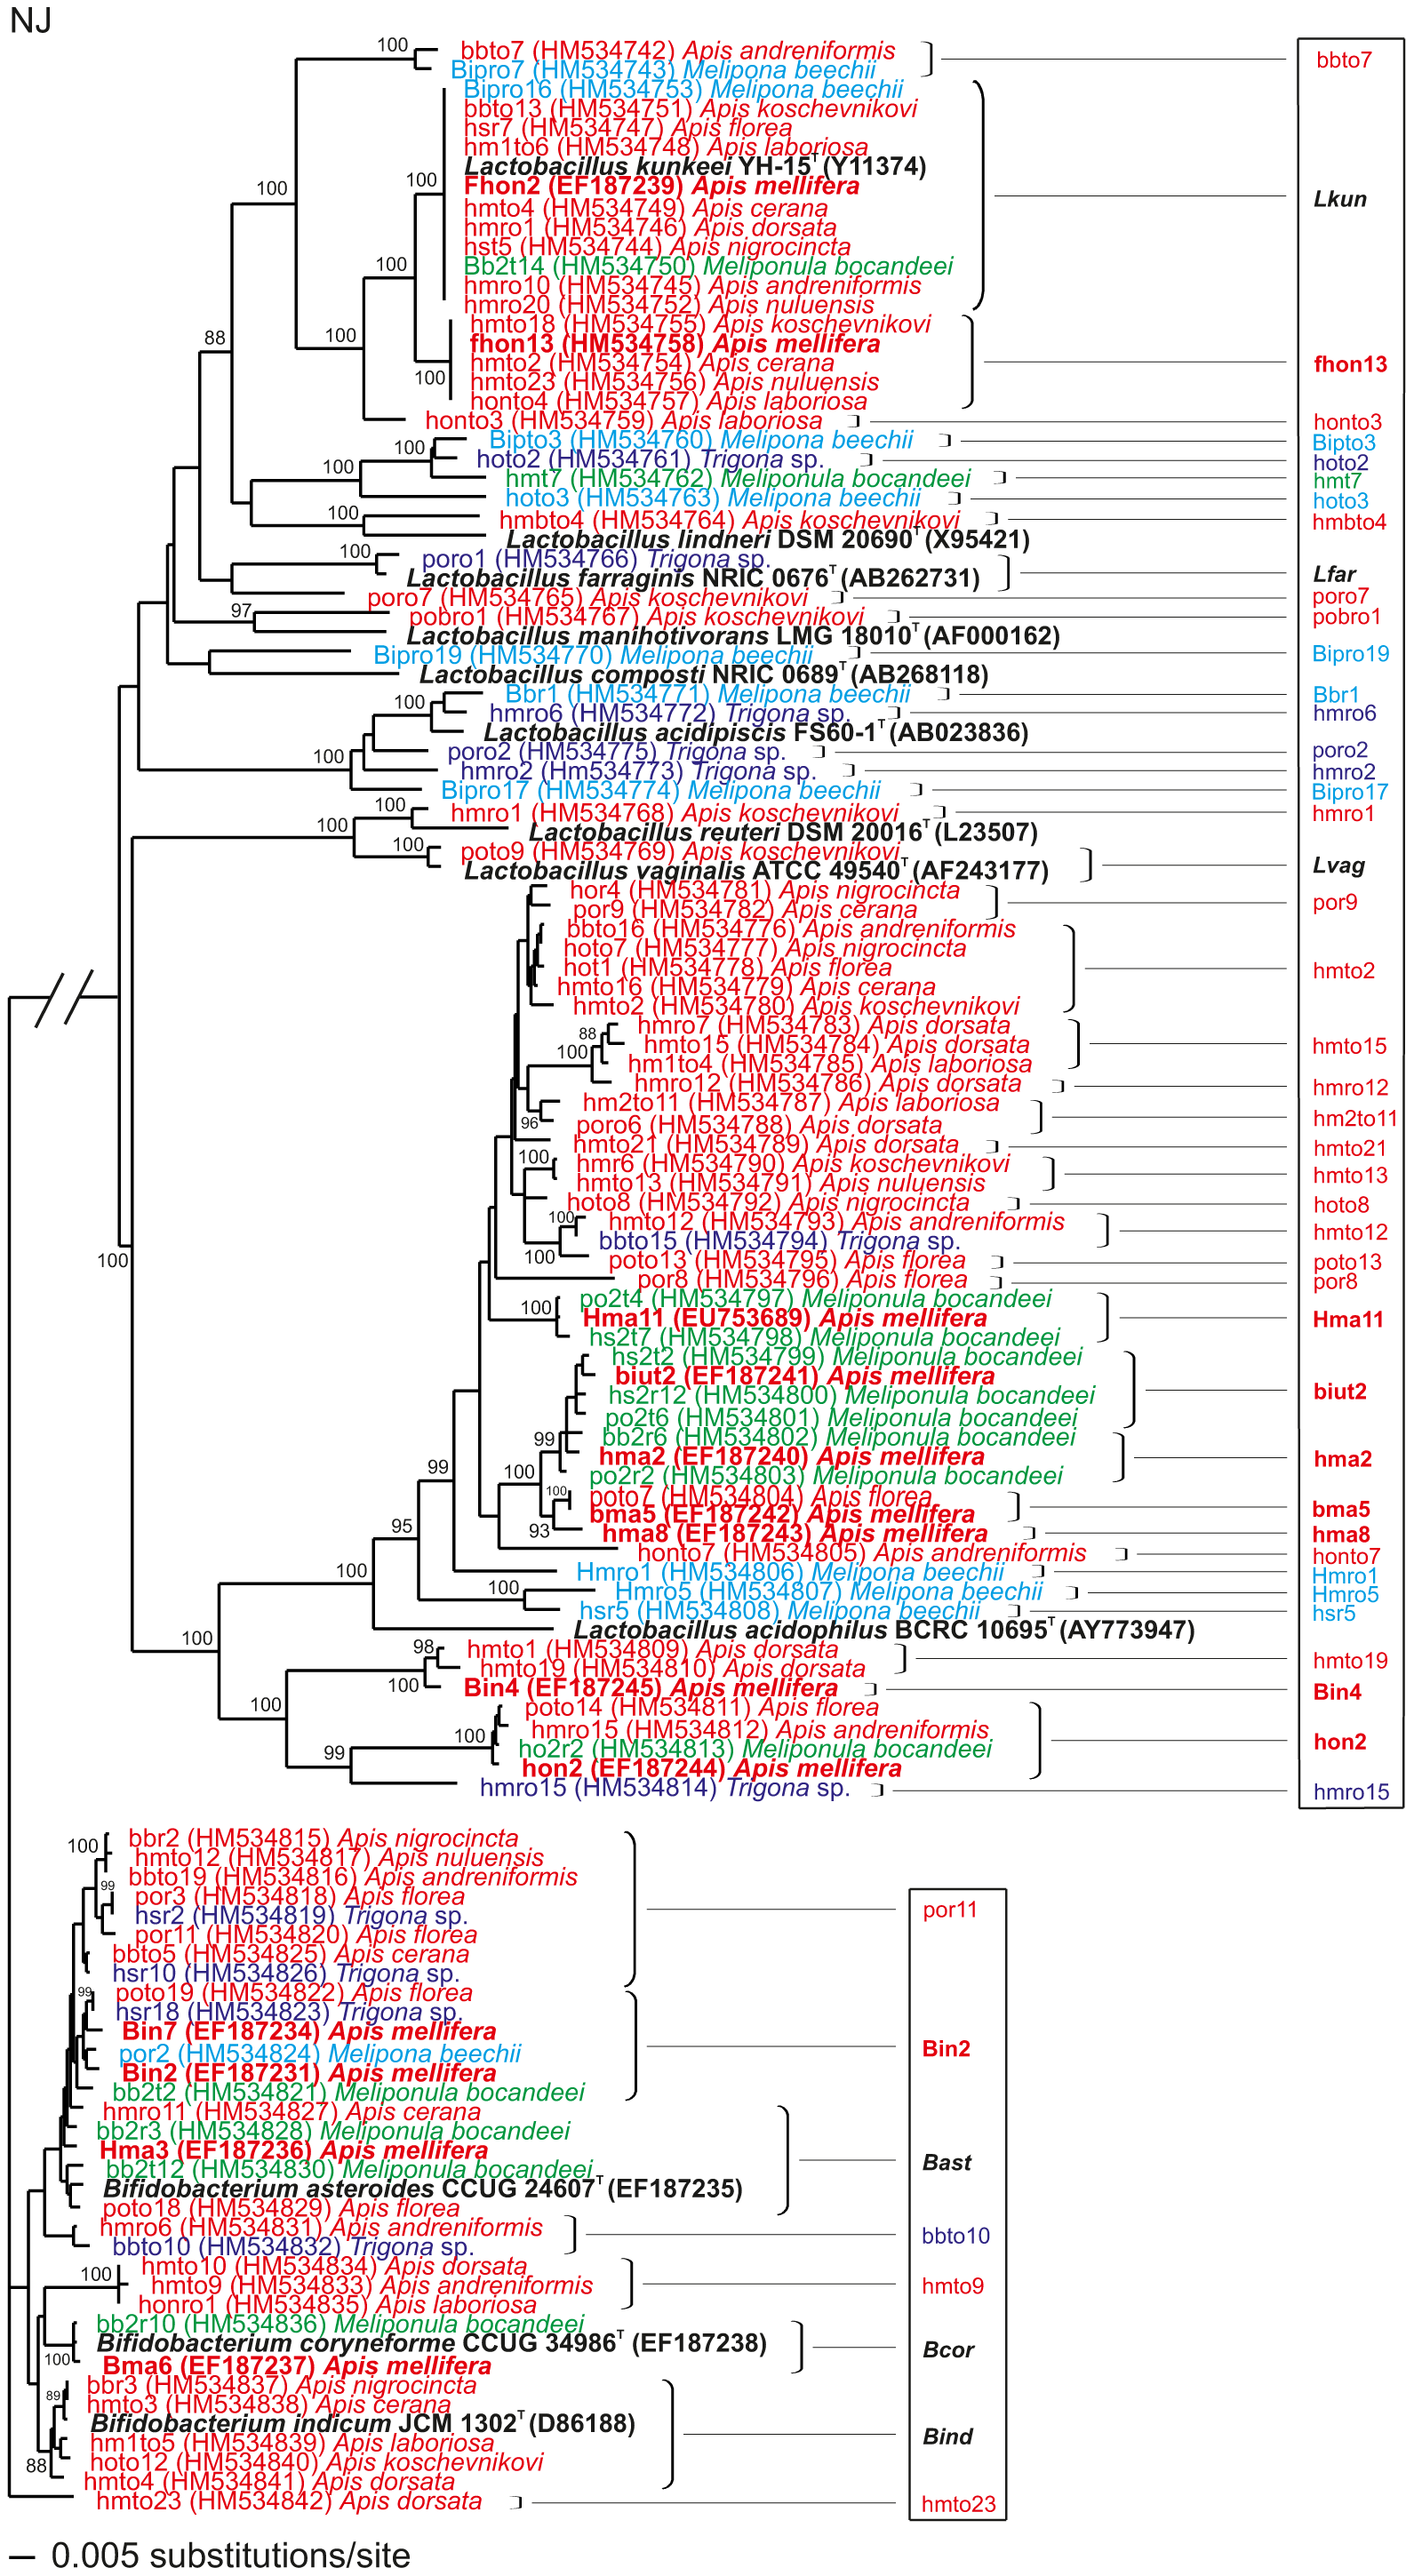 NJ
100
bbto7 (HM534742) Apis andreniformis
bbto7
Bipro7 (HM534743) Melipona beechii
Bipro16 (HM534753) Melipona beechii
bbto13 (HM534751) Apis koschevnikovi
hsr7 (HM534747) Apis florea
hm1to6 (HM534748) Apis laboriosa
Lactobacillus kunkeei YH-15T (Y11374)
100
100
Fhon2 (EF187239) Apis mellifera
Lkun
hmto4 (HM534749) Apis cerana
hmro1 (HM534746) Apis dorsata
hst5 (HM534744) Apis nigrocincta
100
Bb2t14 (HM534750) Meliponula bocandeei
hmro10 (HM534745) Apis andreniformis
hmro20 (HM534752) Apis nuluensis
hmto18 (HM534755) Apis koschevnikovi
88
100
fhon13 (HM534758) Apis mellifera
hmto2 (HM534754) Apis cerana
fhon13
100
hmto23 (HM534756) Apis nuluensis
honto4 (HM534757) Apis laboriosa
honto3 (HM534759) Apis laboriosa
honto3
100
Bipto3 (HM534760) Melipona beechii
Bipto3
hoto2 (HM534761) Trigona sp.
hoto2
100
hmt7 (HM534762) Meliponula bocandeei
hmt7
hoto3 (HM534763) Melipona beechii
hoto3
100
hmbto4 (HM534764) Apis koschevnikovi
hmbto4
Lactobacillus lindneri DSM 20690T (X95421)
100
poro1 (HM534766) Trigona sp.
Lactobacillus farraginis NRIC 0676T (AB262731)
Lfar
poro7 (HM534765) Apis koschevnikovi
poro7
97
pobro1 (HM534767) Apis koschevnikovi
pobro1
Lactobacillus manihotivorans LMG 18010T (AF000162)
Bipro19 (HM534770) Melipona beechii
Bipro19
Lactobacillus composti NRIC 0689T (AB268118)
100
Bbr1 (HM534771) Melipona beechii
Bbr1
hmro6 (HM534772) Trigona sp.
hmro6
Lactobacillus acidipiscis FS60-1T (AB023836)
100
poro2 (HM534775) Trigona sp.
poro2
hmro2 (Hm534773) Trigona sp.
hmro2
Bipro17 (HM534774) Melipona beechii
Bipro17
100
hmro1 (HM534768) Apis koschevnikovi
hmro1
100
Lactobacillus reuteri DSM 20016T (L23507)
100
poto9 (HM534769) Apis koschevnikovi
Lactobacillus vaginalis ATCC 49540T (AF243177)
Lvag
hor4 (HM534781) Apis nigrocincta
por9 (HM534782) Apis cerana
por9
bbto16 (HM534776) Apis andreniformis
hoto7 (HM534777) Apis nigrocincta
hot1 (HM534778) Apis florea
hmto2
hmto16 (HM534779) Apis cerana
hmto2 (HM534780) Apis koschevnikovi
88
hmro7 (HM534783) Apis dorsata
100
hmto15 (HM534784) Apis dorsata
hmto15
hm1to4 (HM534785) Apis laboriosa
hmro12 (HM534786) Apis dorsata
hmro12
hm2to11 (HM534787) Apis laboriosa
hm2to11
96
poro6 (HM534788) Apis dorsata
hmto21 (HM534789) Apis dorsata
hmto21
100
hmr6 (HM534790) Apis koschevnikovi
hmto13 (HM534791) Apis nuluensis
hmto13
hoto8 (HM534792) Apis nigrocincta
hoto8
100
hmto12 (HM534793) Apis andreniformis
hmto12
bbto15 (HM534794) Trigona sp.
100
100
poto13 (HM534795) Apis florea
poto13
por8 (HM534796) Apis florea
por8
100
po2t4 (HM534797) Meliponula bocandeei
Hma11 (EU753689) Apis mellifera
Hma11
hs2t7 (HM534798) Meliponula bocandeei
hs2t2 (HM534799) Meliponula bocandeei
biut2 (EF187241) Apis mellifera
biut2
hs2r12 (HM534800) Meliponula bocandeei
po2t6 (HM534801) Meliponula bocandeei
99
bb2r6 (HM534802) Meliponula bocandeei
99
100
hma2 (EF187240) Apis mellifera
hma2
po2r2 (HM534803) Meliponula bocandeei
100
poto7 (HM534804) Apis florea
bma5 (EF187242) Apis mellifera
bma5
95
93
hma8 (EF187243) Apis mellifera
hma8
honto7 (HM534805) Apis andreniformis
honto7
100
Hmro1 (HM534806) Melipona beechii
Hmro1
100
Hmro5 (HM534807) Melipona beechii
Hmro5
hsr5 (HM534808) Melipona beechii
hsr5
Lactobacillus acidophilus BCRC 10695T (AY773947)
100
98
hmto1 (HM534809) Apis dorsata
hmto19 (HM534810) Apis dorsata
hmto19
100
Bin4 (EF187245) Apis mellifera
Bin4
100
poto14 (HM534811) Apis florea
100
hmro15 (HM534812) Apis andreniformis
hon2
99
ho2r2 (HM534813) Meliponula bocandeei
hon2 (EF187244) Apis mellifera
hmro15 (HM534814) Trigona sp.
hmro15
100
bbr2 (HM534815) Apis nigrocincta
hmto12 (HM534817) Apis nuluensis
bbto19 (HM534816) Apis andreniformis
99
por3 (HM534818) Apis florea
por11
hsr2 (HM534819) Trigona sp.
por11 (HM534820) Apis florea
bbto5 (HM534825) Apis cerana
hsr10 (HM534826) Trigona sp.
99
poto19 (HM534822) Apis florea
hsr18 (HM534823) Trigona sp.
Bin7 (EF187234) Apis mellifera
Bin2
por2 (HM534824) Melipona beechii
Bin2 (EF187231) Apis mellifera
bb2t2 (HM534821) Meliponula bocandeei
hmro11 (HM534827) Apis cerana
bb2r3 (HM534828) Meliponula bocandeei
Hma3 (EF187236) Apis mellifera
Bast
bb2t12 (HM534830) Meliponula bocandeei
Bifidobacterium asteroides CCUG 24607T (EF187235)
poto18 (HM534829) Apis florea
hmro6 (HM534831) Apis andreniformis
bbto10
bbto10 (HM534832) Trigona sp.
100
hmto10 (HM534834) Apis dorsata
hmto9 (HM534833) Apis andreniformis
hmto9
honro1 (HM534835) Apis laboriosa
bb2r10 (HM534836) Meliponula bocandeei
Bifidobacterium coryneforme CCUG 34986T (EF187238)
Bcor
100
Bma6 (EF187237) Apis mellifera
89
bbr3 (HM534837) Apis nigrocincta
hmto3 (HM534838) Apis cerana
Bifidobacterium indicum JCM 1302T (D86188)
Bind
hm1to5 (HM534839) Apis laboriosa
88
hoto12 (HM534840) Apis koschevnikovi
hmto4 (HM534841) Apis dorsata
hmto23 (HM534842) Apis dorsata
hmto23
0.005 substitutions/site